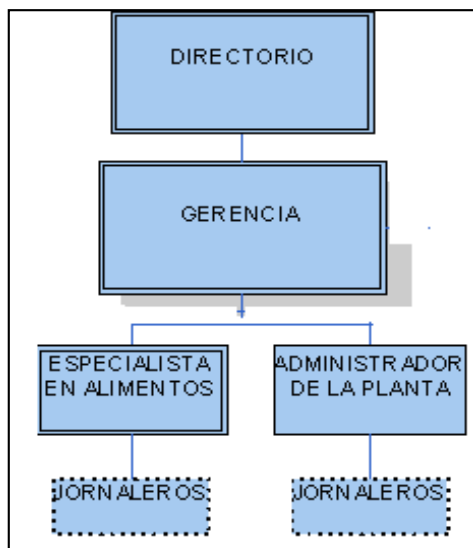 DIRECTORIO
GERENCIA
ESPECIALISTA
EN ALIMENTOS
ADMINISTRADOR
DE LA PLANTA
JORNALEROS
JORNALEROS